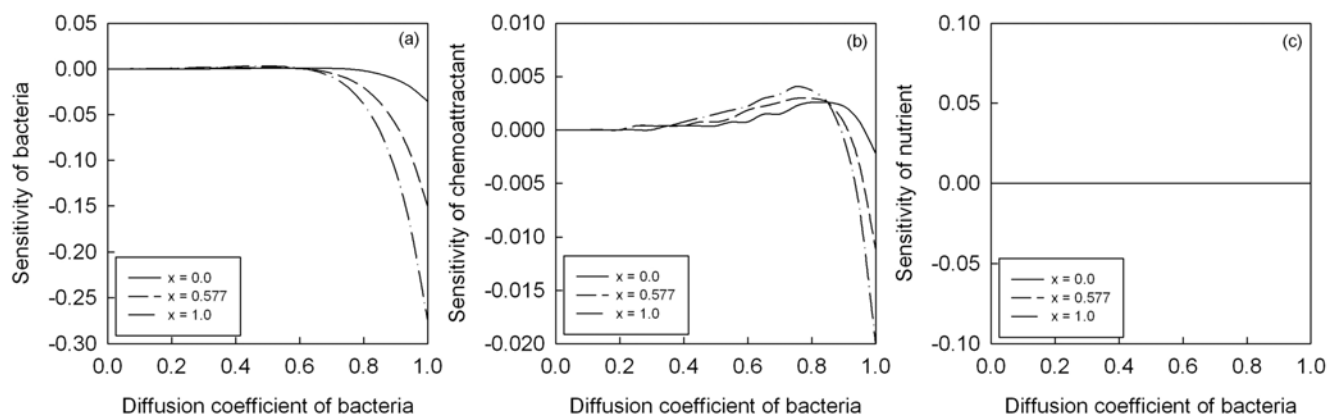 0.05
0.00
-0.05
-0.10
-0.15
-0.20
-0.25
-0.30
Sensitivity of bacteria
(a)
x = 0.0
x = 0.577
x = 1.0
0.0 0.2 0.4 0.6 0.8 1.0
Diffusion coefficient of bacteria
0.010
0.005
0.000
-0.005
-0.010
-0.015
-0.020
Sensitivity of chemoattractant
(b)
x = 0.0
x = 0.577
x = 1.0
0.0 0.2 0.4 0.6 0.8 1.0
Diffusion coefficient of bacteria
0.10
0.05
0.00
-0.05
-0.10
Sensitivity of nutrient
(c)
x = 0.0
x = 0.577
x = 1.0
0.0 0.2 0.4 0.6 0.8 1.0
Diffusion coefficient of bacteria